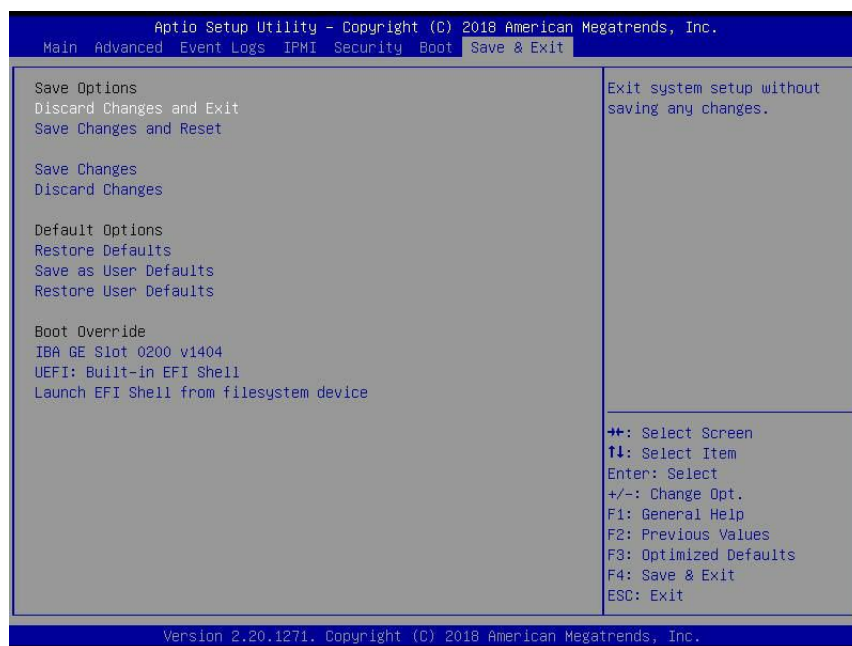 Aptio Setup Utility – Copyright (C) 2018 American Megatrends, Inc.
Main Advanced Event Logs IPMI Security Boot Save & Exit
Save Options
Discard Changes and Exit
Save Changes and Reset
Save Changes
Discard Changes
Default Options
Restore Defaults
Save as User Defaults
Restore User Defaults
Boot Override
IBA GE Slot 0200 v1404
UEFI: Built-in EFI Shell
Launch EFI Shell from filesystem device
Exit system setup without
saving any changes.
→←: Select Screen
↑↓: Select Item
Enter: Select
+/-: Change Opt.
F1: General Help
F2: Previous Values
F3: Optimized Defaults
F4: Save & Exit
ESC: Exit
Version 2.20.1271. Copyright (C) 2018 American Megatrends, Inc.